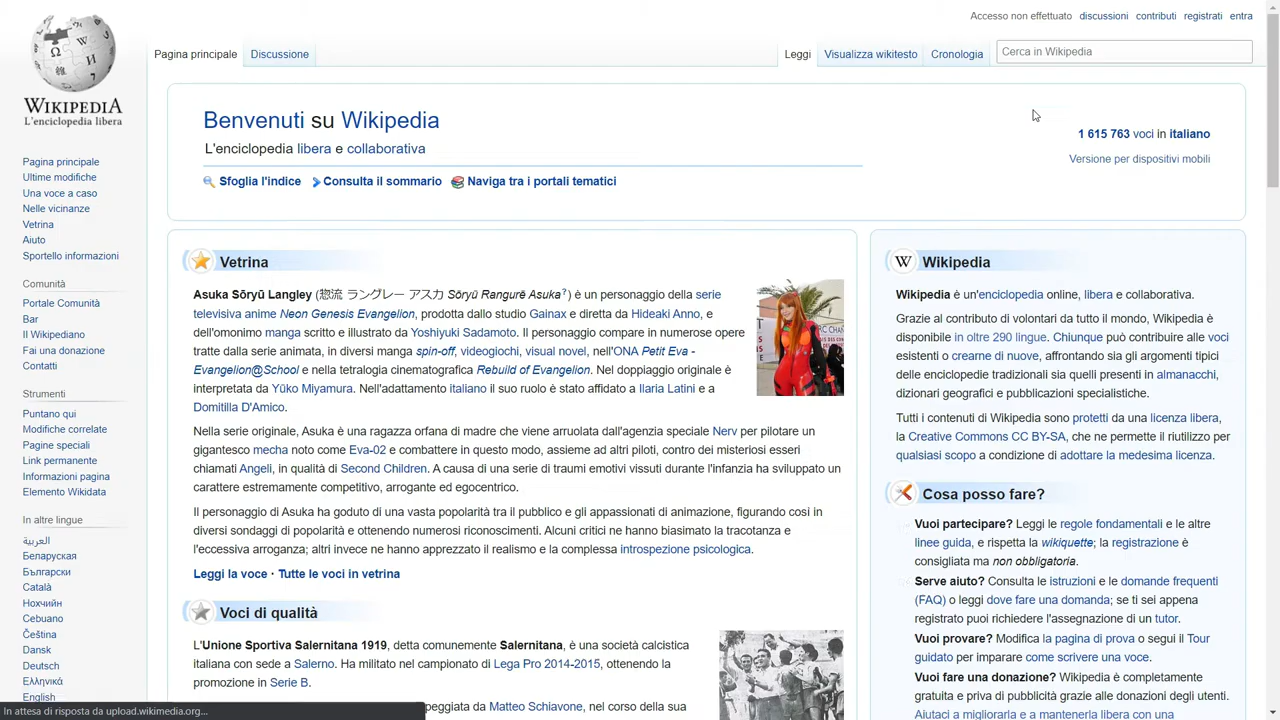 Accesso non effettuato discussioni contributi registrati entra
Pagina principale Discussione Leggi Visualizza wikitesto Cronologia Cerca in Wikipedia
WIKIPEDIA
L'enciclopedia libera
Pagina principale
Ultime modifiche
Una voce a caso
Nelle vicinanze
Vetrina
Aiuto
Sportello informazioni
Comunità
Portale Comunità
Bar
Il Wikipediano
Fai una donazione
Contatti
Strumenti
Puntano qui
Modifiche correlate
Pagine speciali
Link permanente
Informazioni pagina
Elemento Wikidata
In altre lingue
العربية
Беларуская
Български
Català
Нохчийн
Cebuano
Čeština
Dansk
Deutsch
Ελληνικά
English
Benvenuti su Wikipedia
L'enciclopedia libera e collaborativa
Sfoglia l'indice Consulta il sommario Naviga tra i portali tematici
1 615 763 voci in italiano
Versione per dispositivi mobili
Vetrina
Asuka Sōryū Langley (惣流 ラングレー アスカ Sōryū Rangurē Asuka?) è un personaggio della serie
televisiva anime Neon Genesis Evangelion, prodotta dallo studio Gainax e diretta da Hideaki Anno, e
dell'omonimo manga scritto e illustrato da Yoshiyuki Sadamoto. Il personaggio compare in numerose opere
tratte dalla serie animata, in diversi manga spin-off, videogiochi, visual novel, nell'ONA Petit Eva -
Evangelion@School e nella tetralogia cinematografica Rebuild of Evangelion. Nel doppiaggio originale è
interpretata da Yūko Miyamura. Nell'adattamento italiano il suo ruolo è stato affidato a Ilaria Latini e a
Domitilla D'Amico.
Nella serie originale, Asuka è una ragazza orfana di madre che viene arruolata dall'agenzia speciale Nerv per pilotare un
gigantesco mecha noto come Eva-02 e combattere in questo modo, assieme ad altri piloti, contro dei misteriosi esseri
chiamati Angeli, in qualità di Second Children. A causa di una serie di traumi emotivi vissuti durante l'infanzia ha sviluppato un
carattere estremamente competitivo, arrogante ed egocentrico.
Il personaggio di Asuka ha goduto di una vasta popolarità tra il pubblico e gli appassionati di animazione, figurando così in
diversi sondaggi di popolarità e ottenendo numerosi riconoscimenti. Alcuni critici ne hanno biasimato la tracotanza e
l'eccessiva arroganza; altri invece ne hanno apprezzato il realismo e la complessa introspezione psicologica.
Leggi la voce · Tutte le voci in vetrina
Voci di qualità
L'Unione Sportiva Salernitana 1919, detta comunemente Salernitana, è una società calcistica
italiana con sede a Salerno. Ha militato nel campionato di Lega Pro 2014-2015, ottenendo la
promozione in Serie B.
peggiata da Matteo Schiavone, nel corso della sua
Wikipedia
Wikipedia è un'enciclopedia online, libera e collaborativa.
Grazie al contributo di volontari da tutto il mondo, Wikipedia è
disponibile in oltre 290 lingue. Chiunque può contribuire alle voci
esistenti o crearne di nuove, affrontando sia gli argomenti tipici
delle enciclopedie tradizionali sia quelli presenti in almanacchi,
dizionari geografici e pubblicazioni specialistiche.
Tutti i contenuti di Wikipedia sono protetti da una licenza libera,
la Creative Commons CC BY-SA, che ne permette il riutilizzo per
qualsiasi scopo a condizione di adottare la medesima licenza.
Cosa posso fare?
Vuoi partecipare? Leggi le regole fondamentali e le altre
linee guida, e rispetta la wikiquette; la registrazione è
consigliata ma non obbligatoria.
Serve aiuto? Consulta le istruzioni e le domande frequenti
(FAQ) o leggi dove fare una domanda; se ti sei appena
registrato puoi richiedere l'assegnazione di un tutor.
Vuoi provare? Modifica la pagina di prova o segui il Tour
guidato per imparare come scrivere una voce.
Vuoi fare una donazione? Wikipedia è completamente
gratuita e priva di pubblicità grazie alle donazioni degli utenti.
Aiutaci a migliorarla e a mantenerla libera con una
In attesa di risposta da upload.wikimedia.org...